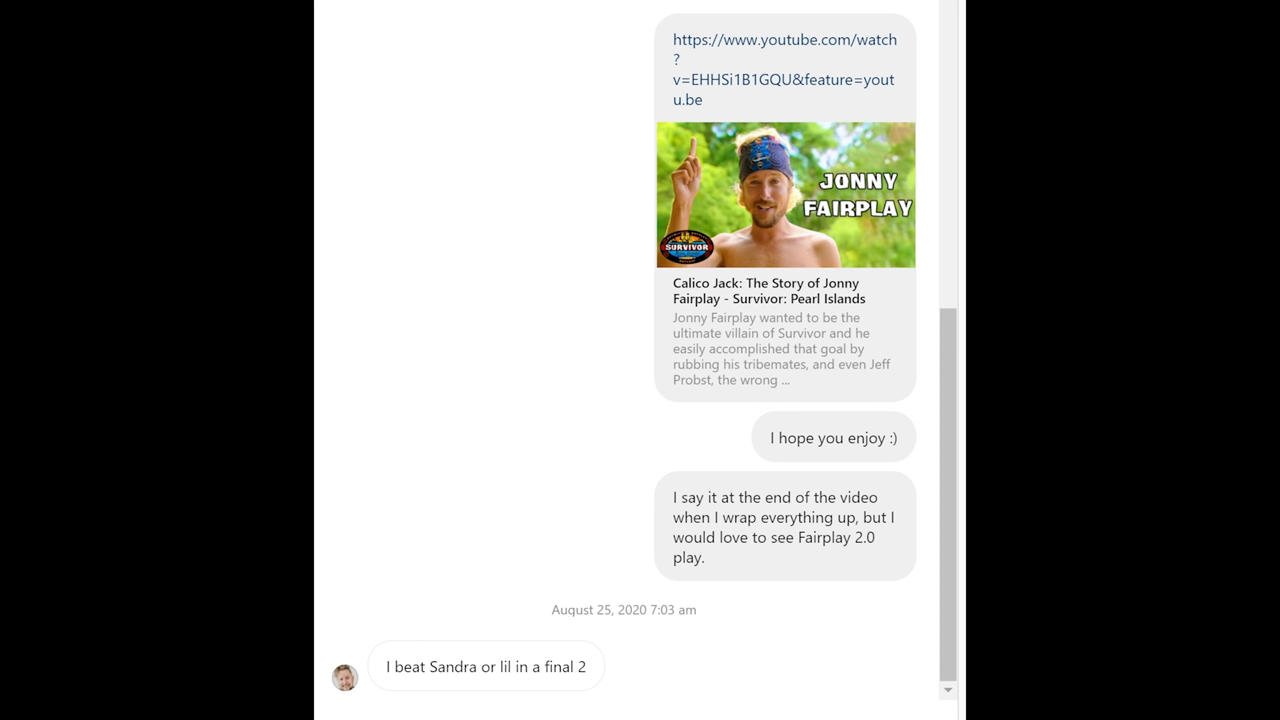 https://www.youtube.com/watch
?
v=EHHSi1B1GQU&feature=yout
u.be
JONNY
FAIRPLAY
SURVIVOR
Calico Jack: The Story of Jonny
Fairplay - Survivor: Pearl Islands
Jonny Fairplay wanted to be the
ultimate villain of Survivor and he
easily accomplished that goal by
rubbing his tribemates, and even Jeff
Probst, the wrong ...
I hope you enjoy :)
I say it at the end of the video
when I wrap everything up, but I
would love to see Fairplay 2.0
play.
August 25, 2020 7:03 am
I beat Sandra or lil in a final 2